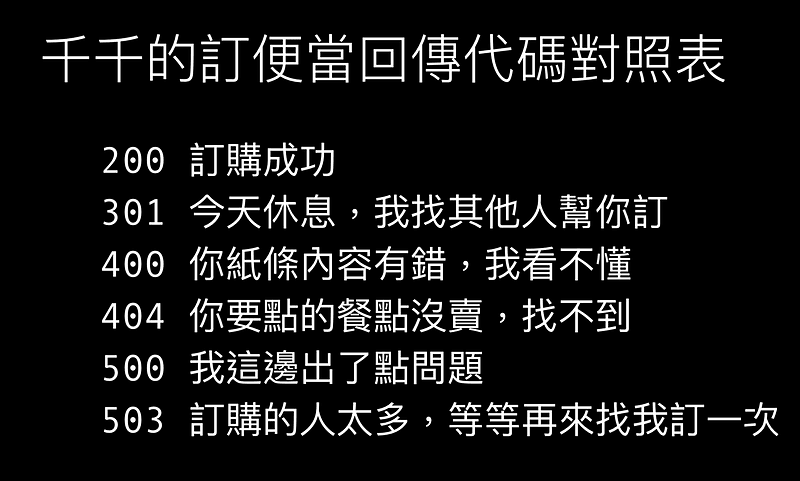 千千的訂便當回傳代碼對照表
200 訂購成功
301 今天休息，我找其他人幫你訂
400 你紙條內容有錯，我看不懂
404 你要點的餐點沒賣，找不到
500 我這邊出了點問題
503 訂購的人太多，等等再來找我訂一次